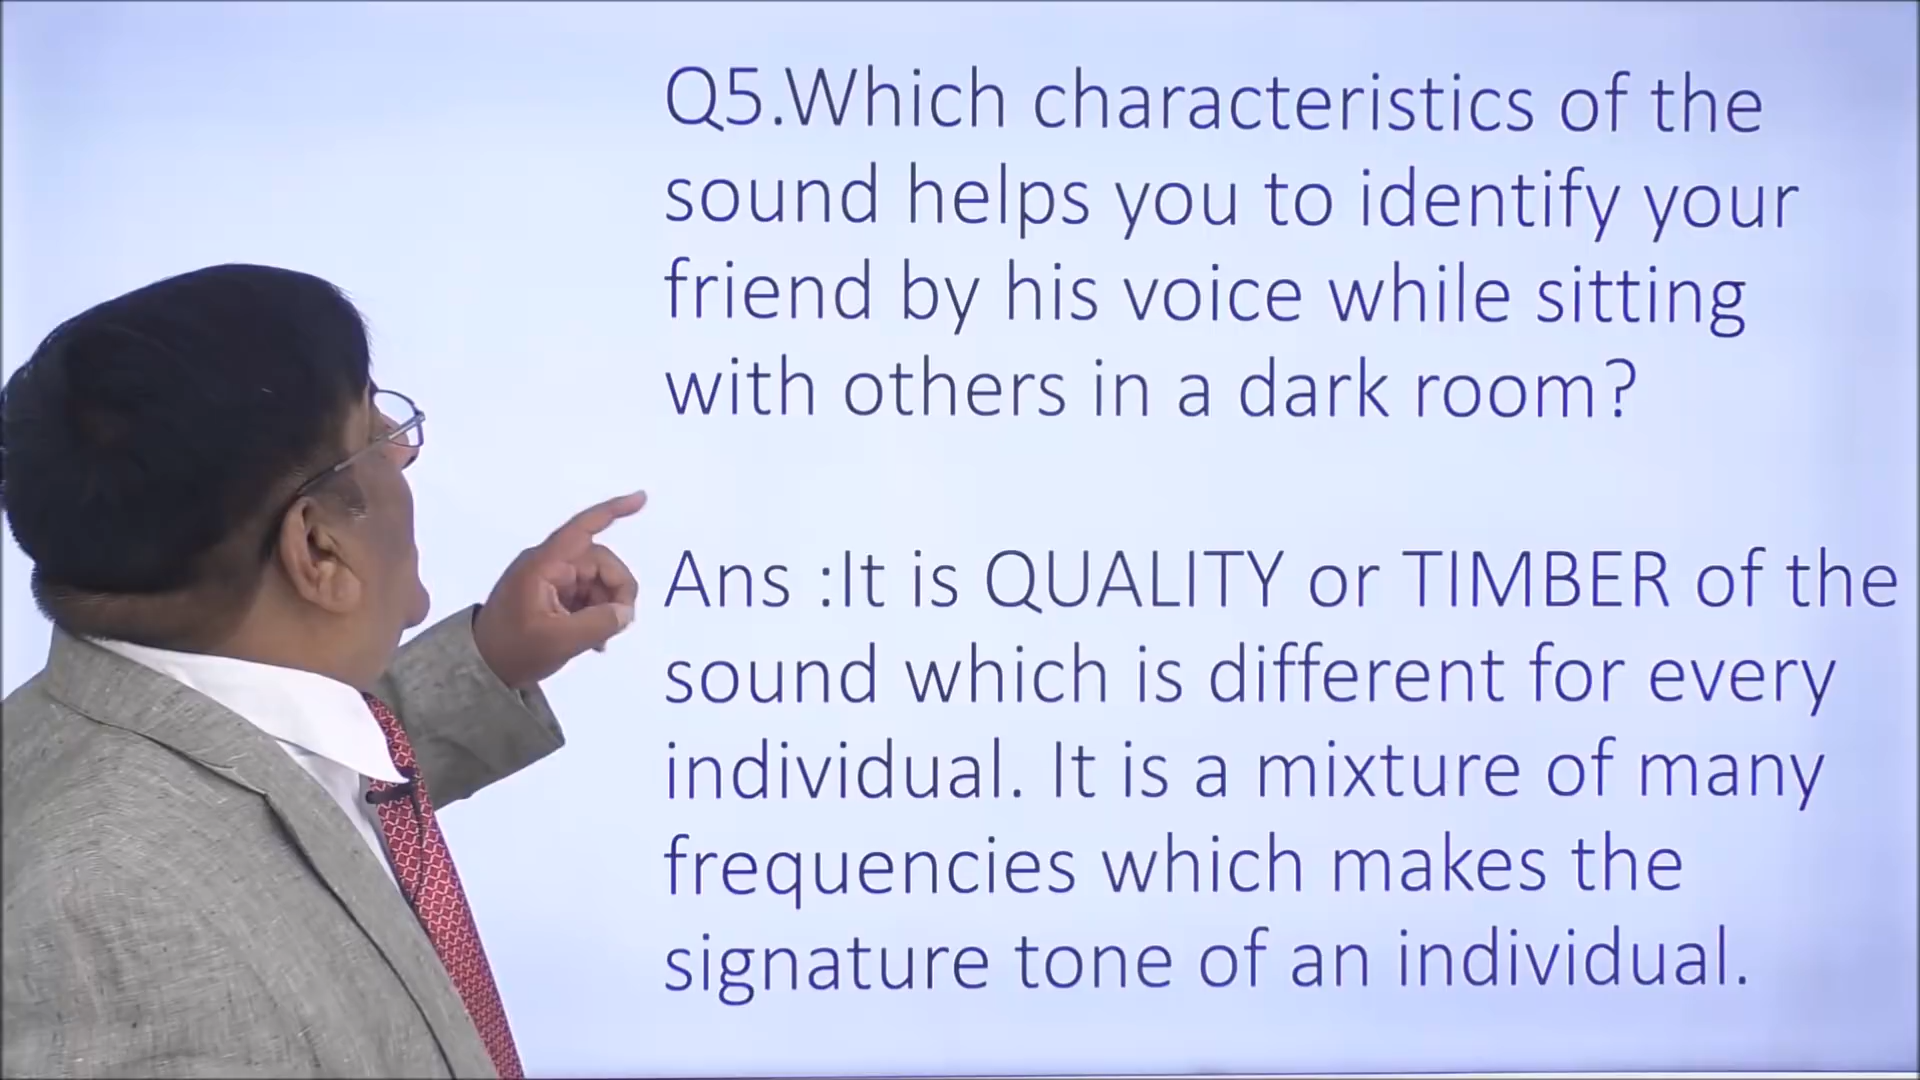 Q5.Which characteristics of the
sound helps you to identify your
friend by his voice while sitting
with others in a dark room?
Ans :It is QUALITY or TIMBER of the
sound which is different for every
individual. It is a mixture of many
frequencies which makes the
signature tone of an individual.